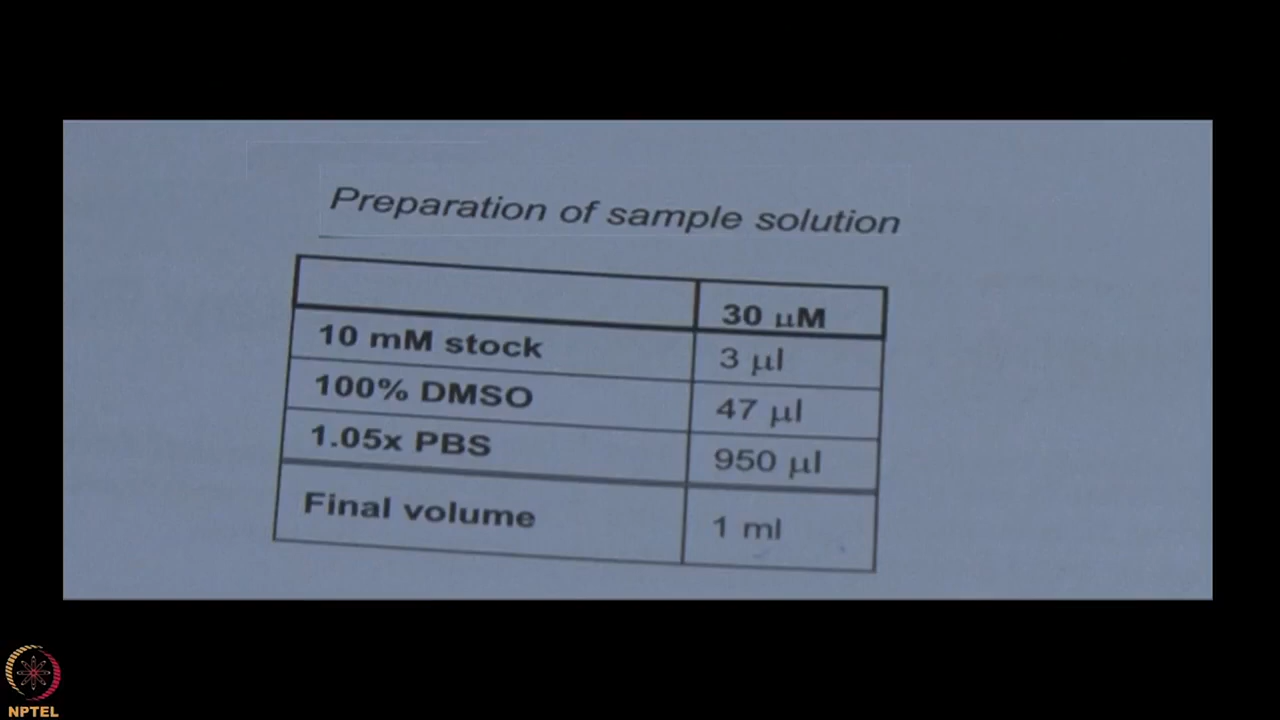 Preparation of sample solution
30 μM
10 mM stock 3 μl
100% DMSO 47 μl
1.05x PBS 950 μl
Final volume 1 ml
NPTEL